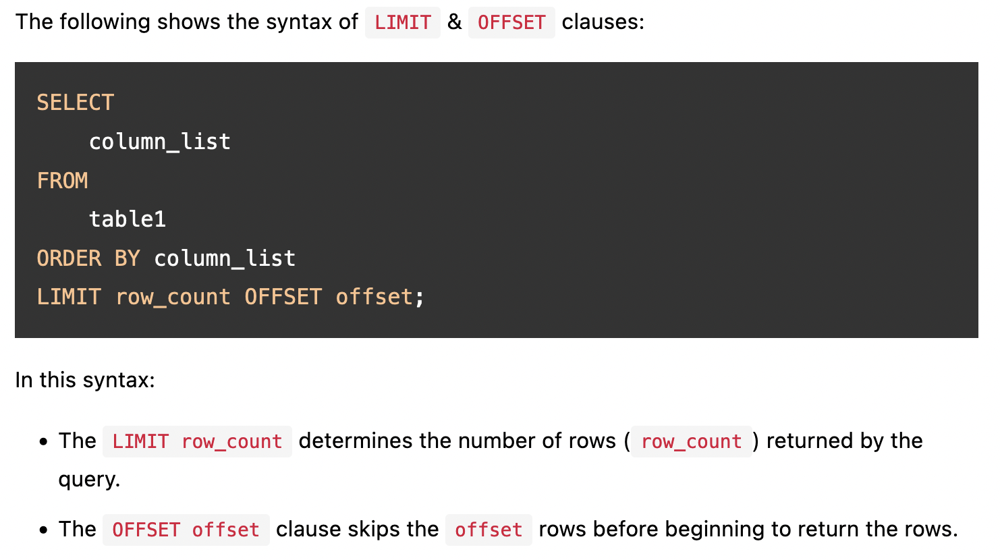 The following shows the syntax of LIMIT & OFFSET clauses:
SELECT
    column_list
FROM
    table1
ORDER BY column_list
LIMIT row_count OFFSET offset;
In this syntax:
• The LIMIT row_count determines the number of rows ( row_count ) returned by the
query.
• The OFFSET offset clause skips the offset rows before beginning to return the rows.